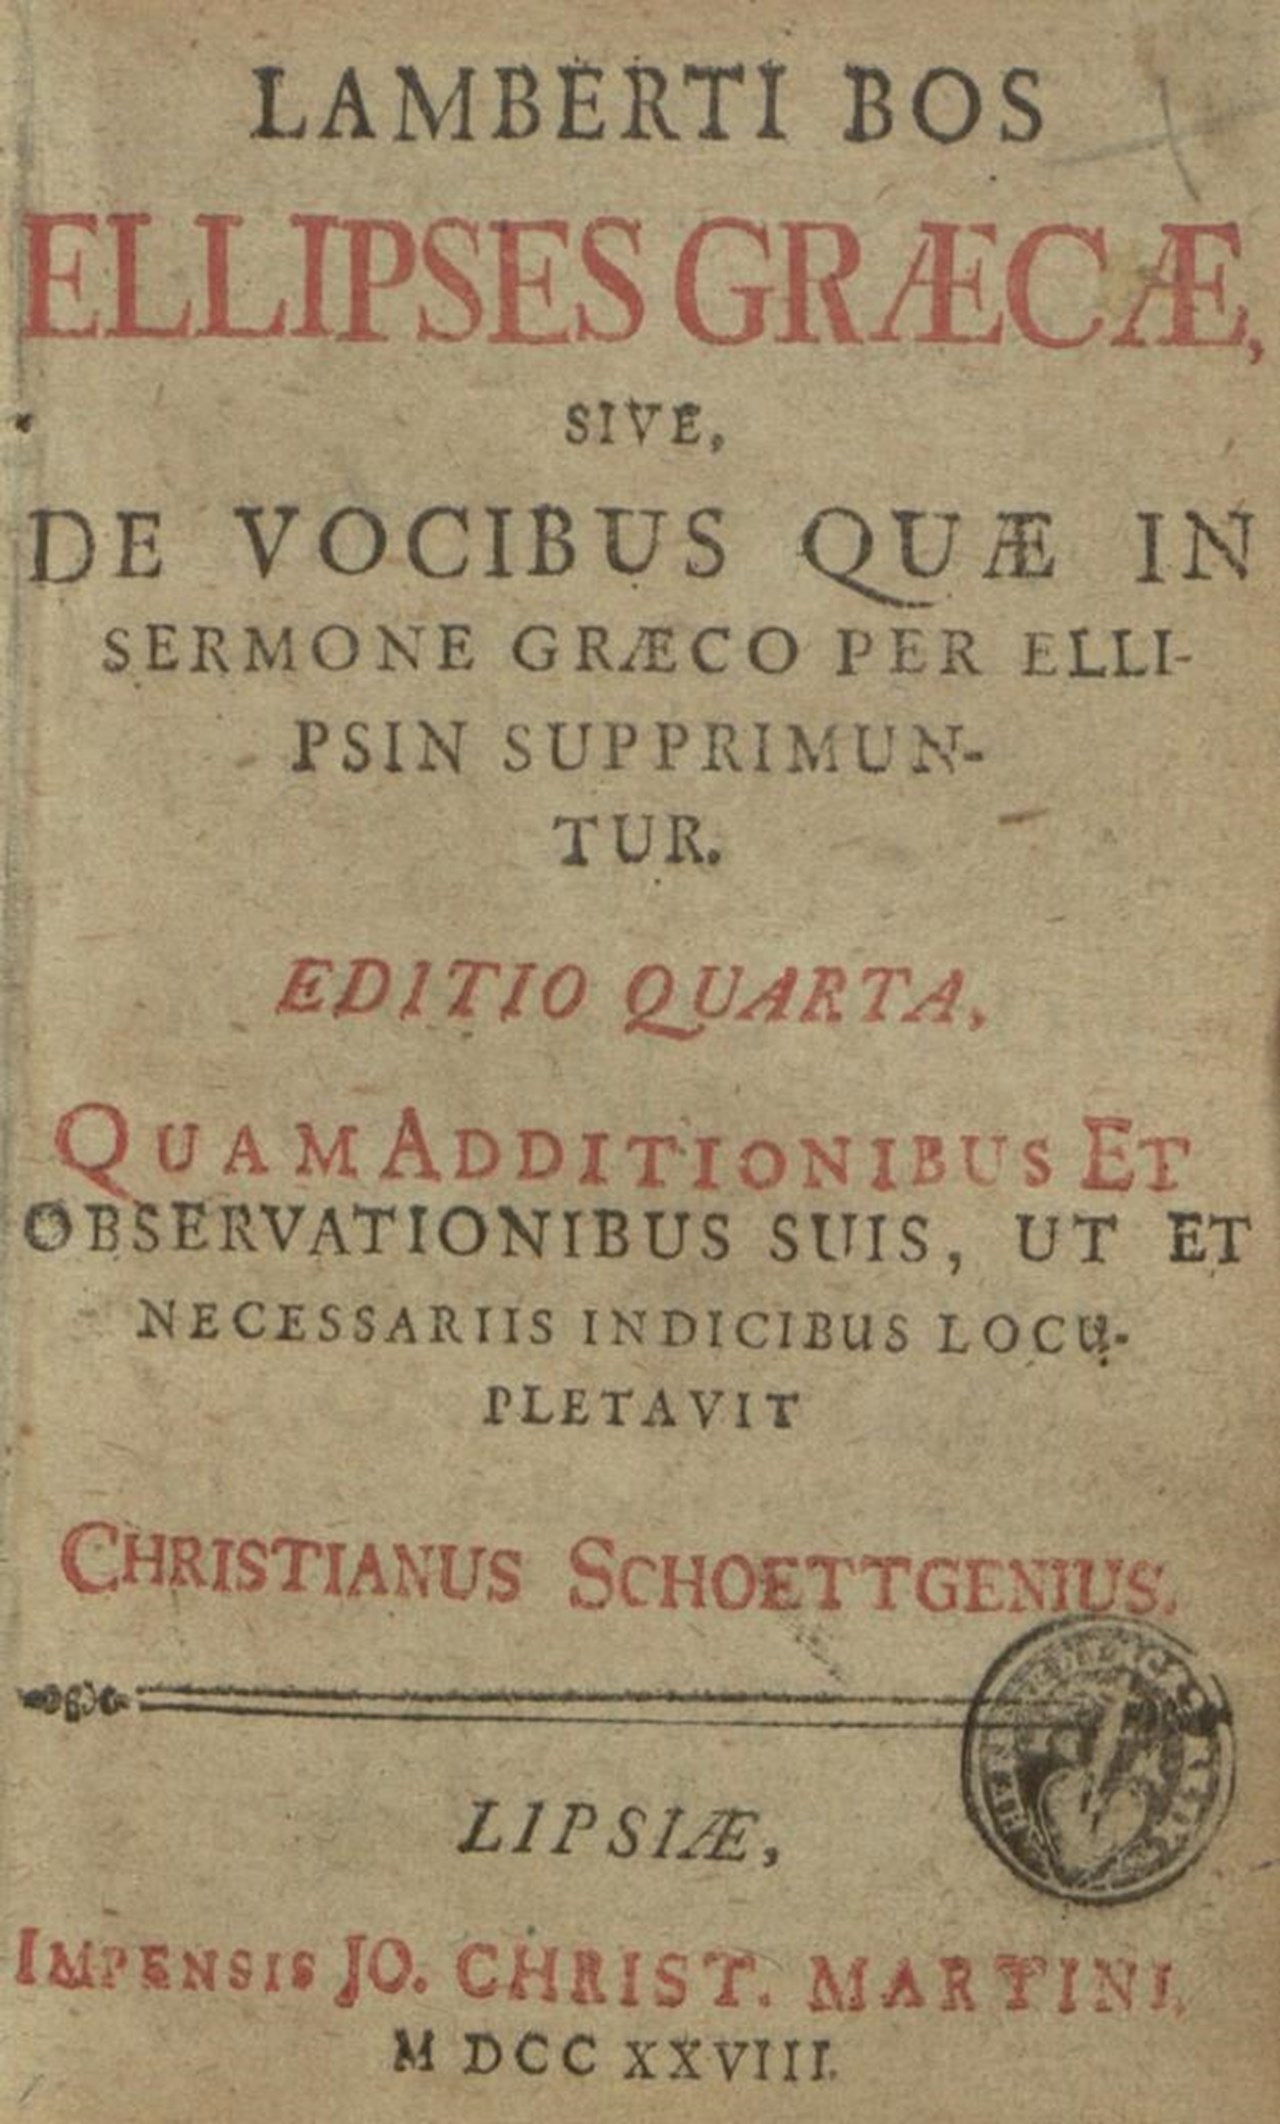 LAMBERTI BOS
ELLIPSES GRÆCÆ,
SIVE,
DE VOCIBUS QUÆ IN
SERMONE GRÆCO PER ELLI-
PSIN SUPPRIMUN-
TUR.
EDITIO QUARTA,
QUAM ADDITIONIBUS ET
OBSERVATIONIBUS SUIS, UT ET
NECESSARIIS INDICIBUS LOCU-
PLETAVIT
CHRISTIANUS SCHOETTGENIUS.
LIPSIÆ,
IMPENSIS JO. CHRIST. MARTINI,
M DCC XXVIII.